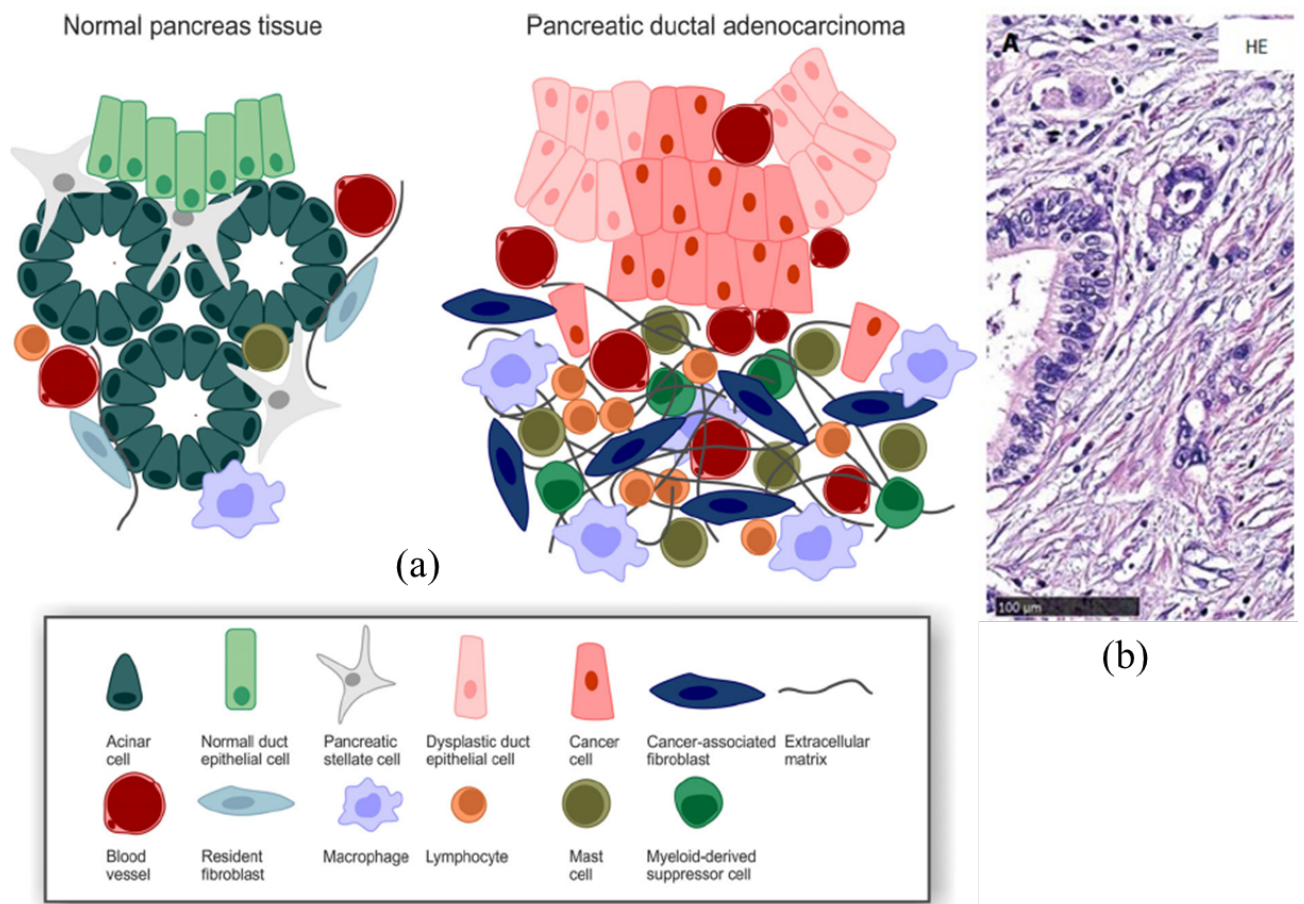 Normal pancreas tissue
Pancreatic ductal adenocarcinoma
A
HE
100 µm
(a)
(b)
Acinar
cell
Normall duct
epithelial cell
Pancreatic
stellate cell
Dysplastic duct
epithelial cell
Cancer
cell
Cancer-associated
fibroblast
Extracellular
matrix
Blood
vessel
Resident
fibroblast
Macrophage
Lymphocyte
Mast
cell
Myeloid-derived
suppressor cell